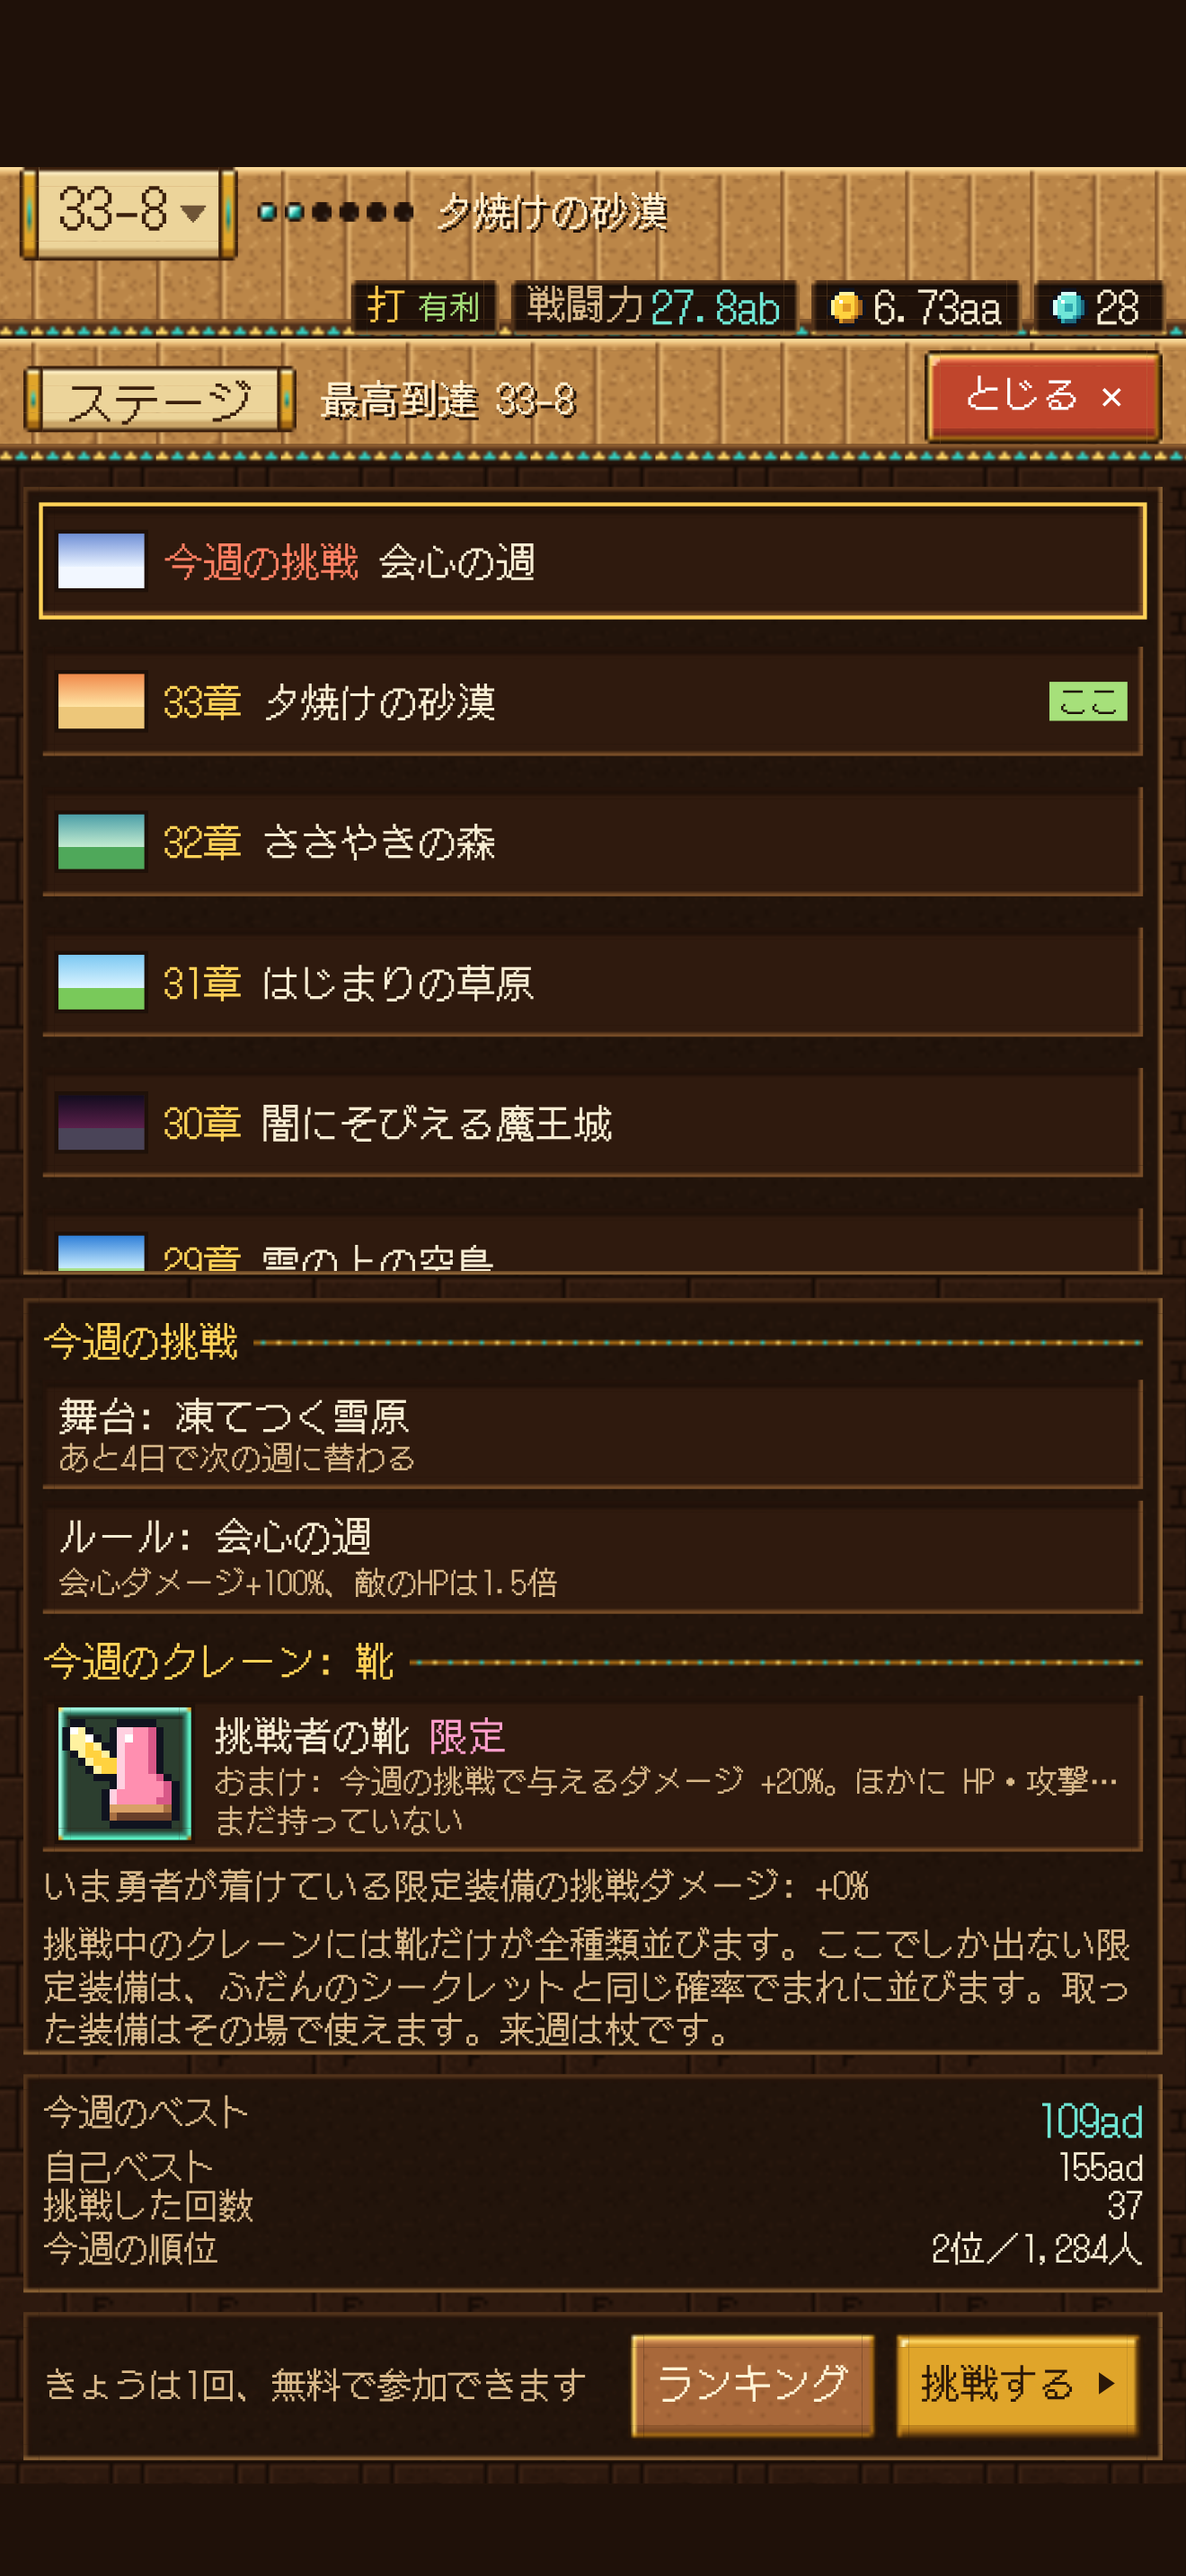 33-8 ▼ 夕焼けの砂漠
打 有利 戦闘力27.8ab 6.73aa 28
ステージ 最高到達 33-8 とじる ×
今週の挑戦 会心の週
33章 夕焼けの砂漠 ここ
32章 ささやきの森
31章 はじまりの草原
30章 闇にそびえる魔王城
29章 雲の上の空島
今週の挑戦
舞台: 凍てつく雪原
あと4日で次の週に替わる
ルール: 会心の週
会心ダメージ+100%、敵のHPは1.5倍
今週のクレーン: 靴
挑戦者の靴 限定
おまけ: 今週の挑戦で与えるダメージ +20%。ほかに HP・攻撃…
まだ持っていない
いま勇者が着けている限定装備の挑戦ダメージ: +0%
挑戦中のクレーンには靴だけが全種類並びます。ここでしか出ない限
定装備は、ふだんのシークレットと同じ確率でまれに並びます。取っ
た装備はその場で使えます。来週は杖です。
今週のベスト 109ad
自己ベスト 155ad
挑戦した回数 37
今週の順位 2位／1,284人
きょうは1回、無料で参加できます ランキング 挑戦する ▶